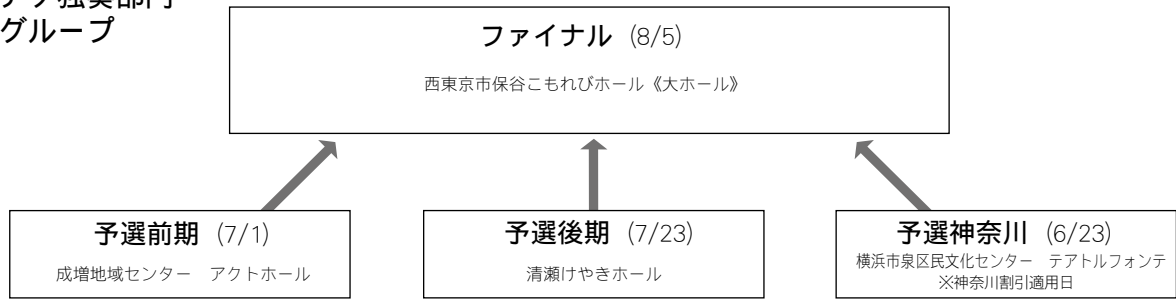 独奏部門
グループ
ファイナル (8/5)
西東京市保谷こもれびホール《大ホール》
予選前期 (7/1)
成増地域センター　アクトホール
予選後期 (7/23)
清瀬けやきホール
予選神奈川 (6/23)
横浜市泉区民文化センター　テアトルフォンテ
※神奈川割引適用日